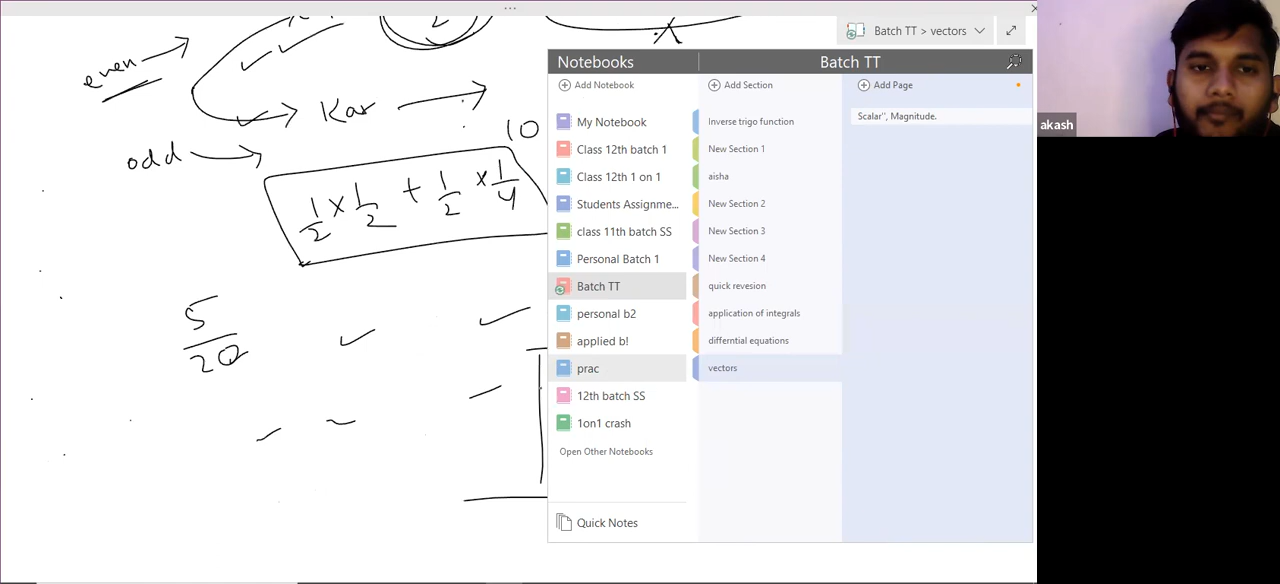 Batch TT > vectors
Notebooks
Batch TT
Add Notebook
Add Section
Add Page
My Notebook
Class 12th batch 1
Class 12th 1 on 1
Students Assignme...
class 11th batch SS
Personal Batch 1
Batch TT
personal b2
applied b!
prac
12th batch SS
1on1 crash
Open Other Notebooks
Quick Notes
Inverse trigo function
New Section 1
aisha
New Section 2
New Section 3
New Section 4
quick revesion
application of integrals
differntial equations
vectors
Scalar", Magnitude.
akash
even →
Kar →
10
odd →
1/2 × 1/2 + 1/2 × 1/4
5/20